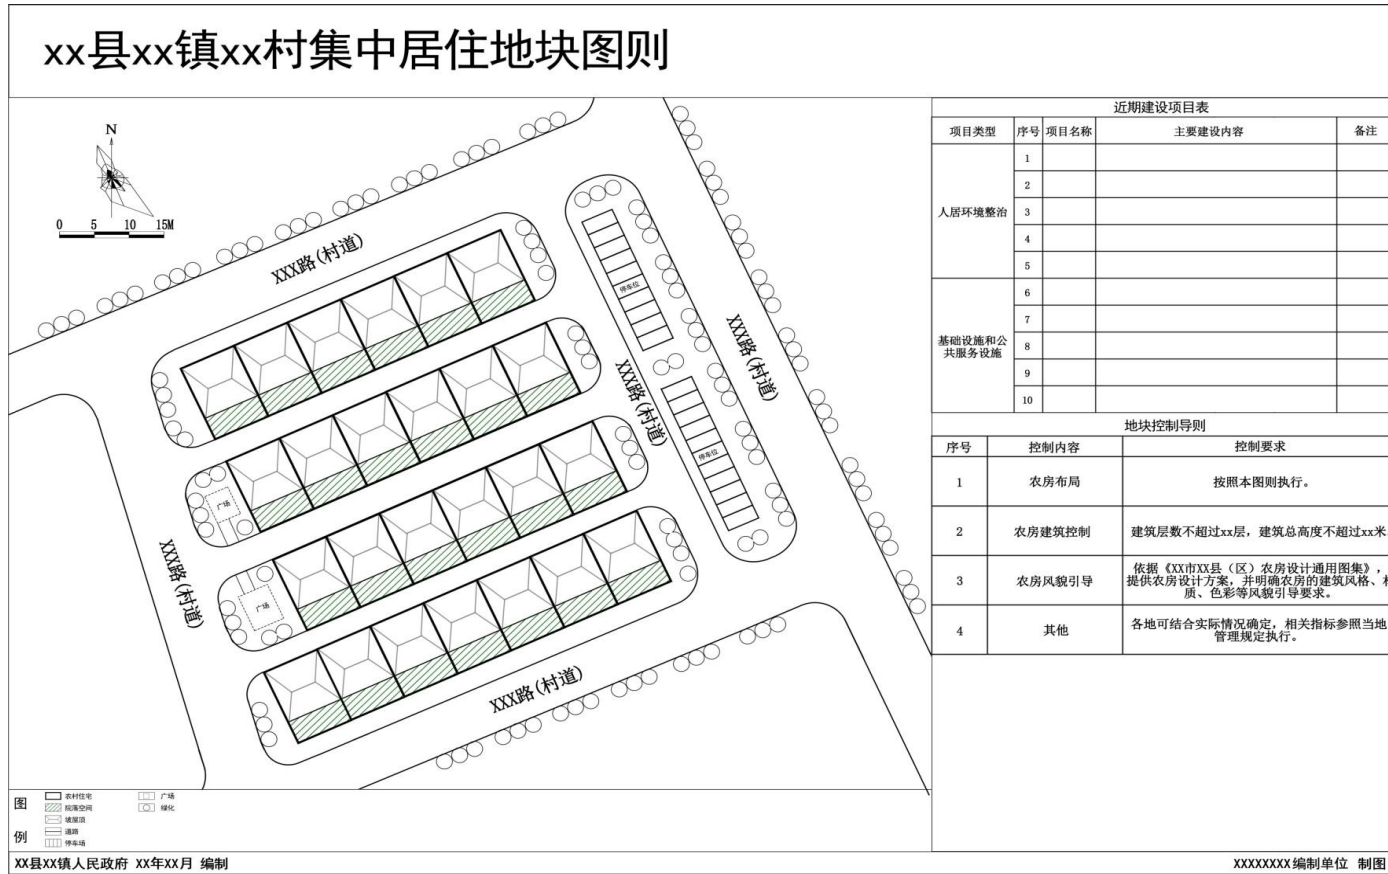 xx县xx镇xx村集中居住地块图则
N
0 5 10 15M
XXX路(村道)
XXX路(村道)
XXX路(村道)
XXX路(村道)
XXX路(村道)
停车位
停车位
广场
广场
近期建设项目表
项目类型 序号 项目名称 主要建设内容 备注
人居环境整治
1
2
3
4
5
基础设施和公
共服务设施
6
7
8
9
10
地块控制导则
序号 控制内容 控制要求
1 农房布局 按照本图则执行。
2 农房建筑控制 建筑层数不超过xx层，建筑总高度不超过xx米
3 农房风貌引导 依据《XX市XX县（区）农房设计通用图集》，
提供农房设计方案，并明确农房的建筑风格、
质、色彩等风貌引导要求。
4 其他 各地可结合实际情况确定，相关指标参照当地
管理规定执行。
图例
农村住宅
院落空间
坡屋顶
道路
停车场
广场
绿化
XX县XX镇人民政府 XX年XX月 编制
XXXXXXXX编制单位 制图